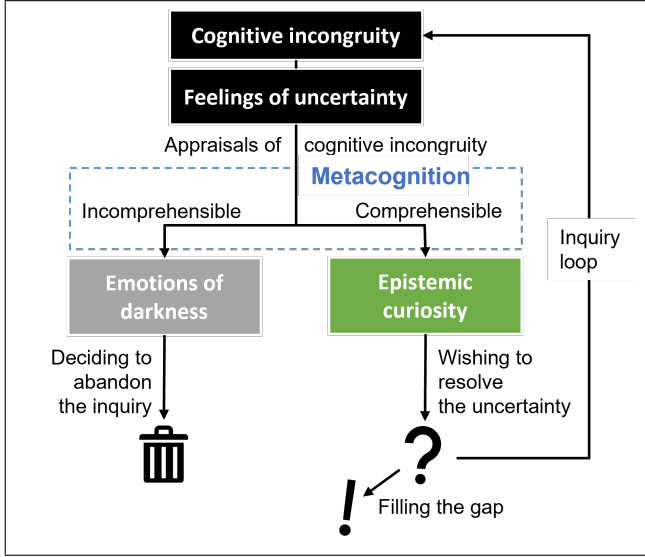 Cognitive incongruity
Feelings of uncertainty
Appraisals of cognitive incongruity
Metacognition
Incomprehensible
Comprehensible
Emotions of
darkness
Epistemic
curiosity
Inquiry
loop
Deciding to
abandon
the inquiry
Wishing to
resolve
the uncertainty
?
!
Filling the gap